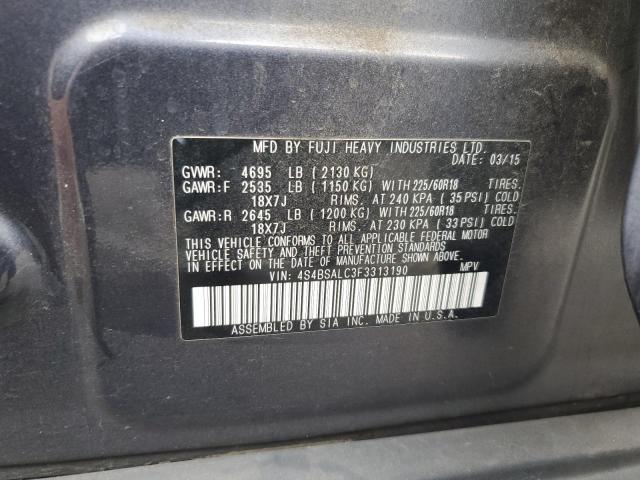 MFD BY FUJI HEAVY INDUSTRIES LTD.
DATE: 03/15
GVWR: 4695 LB ( 2130 KG)
GAWR:F 2535 LB ( 1150 KG) WITH 225/60R18 TIRES.
18X7J RIMS. AT 240 KPA ( 35 PSI) COLD
GAWR:R 2645 LB ( 1200 KG) WITH 225/60R18 TIRES.
18X7J RIMS. AT 230 KPA ( 33 PSI) COLD
THIS VEHICLE CONFORMS TO ALL APPLICABLE FEDERAL MOTOR
VEHICLE SAFETY AND THEFT PREVENTION STANDARDS
IN EFFECT ON THE DATE OF MANUFACTURE SHOWN ABOVE.
VIN: 4S4BSALC3F3313190 MPV
ASSEMBLED BY SIA INC. MADE IN U.S.A.